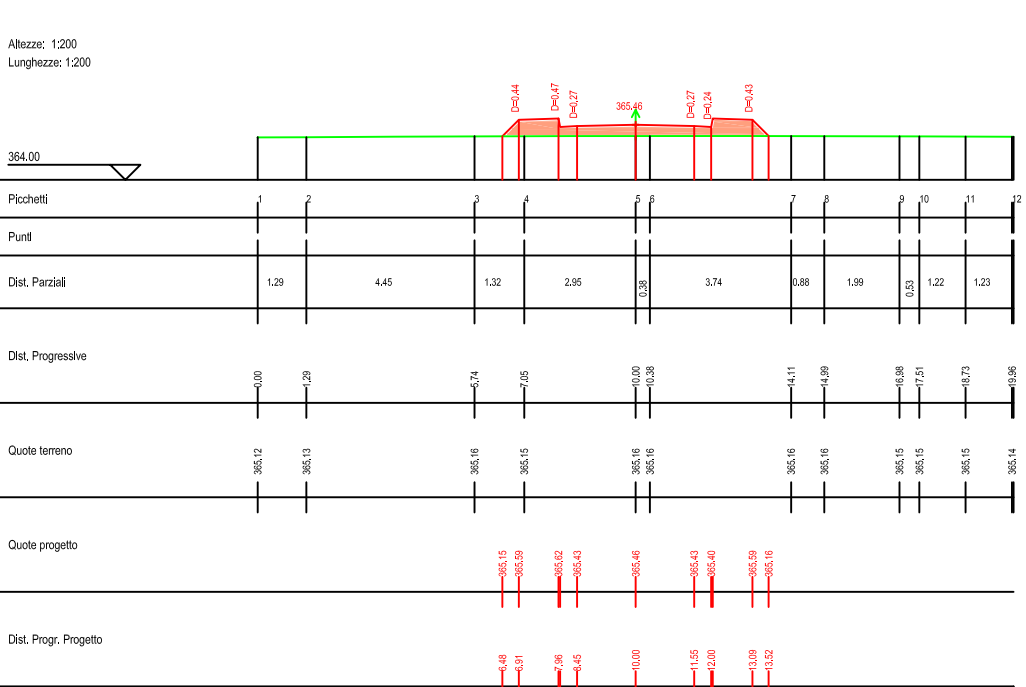 Altezze: 1:200
Lunghezze: 1:200
D=0,44 D=0,47 D=0,27 365,46 D=0,27 D=0,24 D=0,43
364.00
Picchetti 1 2 3 4 5 6 7 8 9 10 11 12
Punti
Dist. Parziali 1.29 4.45 1.32 2.95 0.38 3.74 0.88 1.99 0.53 1.22 1.23
Dist. Progressive 0.00 1,29 5,74 7.05 10.00 10.38 14.11 14,99 16,98 17,51 18,73 19.96
Quote terreno 365,12 365,13 365,16 365,15 365,16 365,16 365,16 365,16 365,15 365,15 365,15 365,14
Quote progetto 365,15 365,59 365,62 365,43 365,46 365,43 365,40 365,59 365,16
Dist. Progr. Progetto 6,48 6,91 7,96 8,45 10,00 11,55 12,00 13,09 13,52